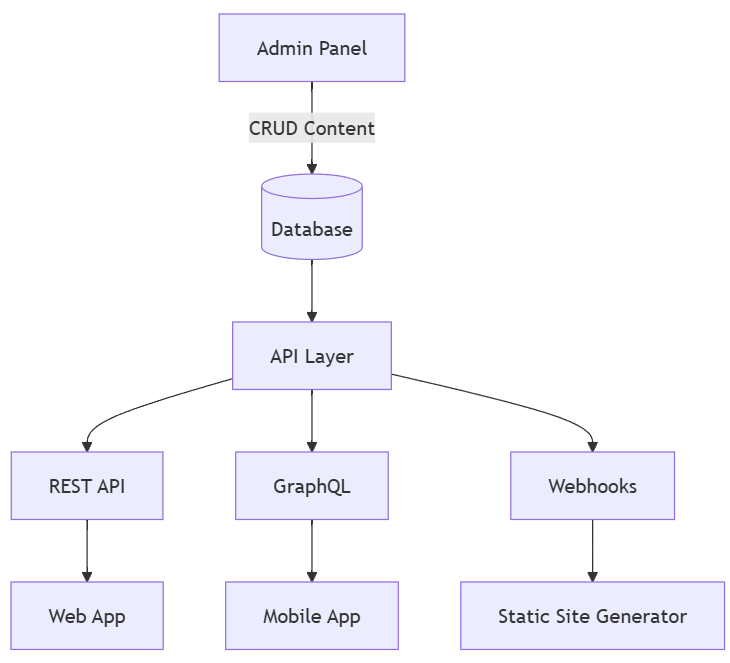 Admin Panel
CRUD Content
Database
API Layer
REST API
GraphQL
Webhooks
Web App
Mobile App
Static Site Generator